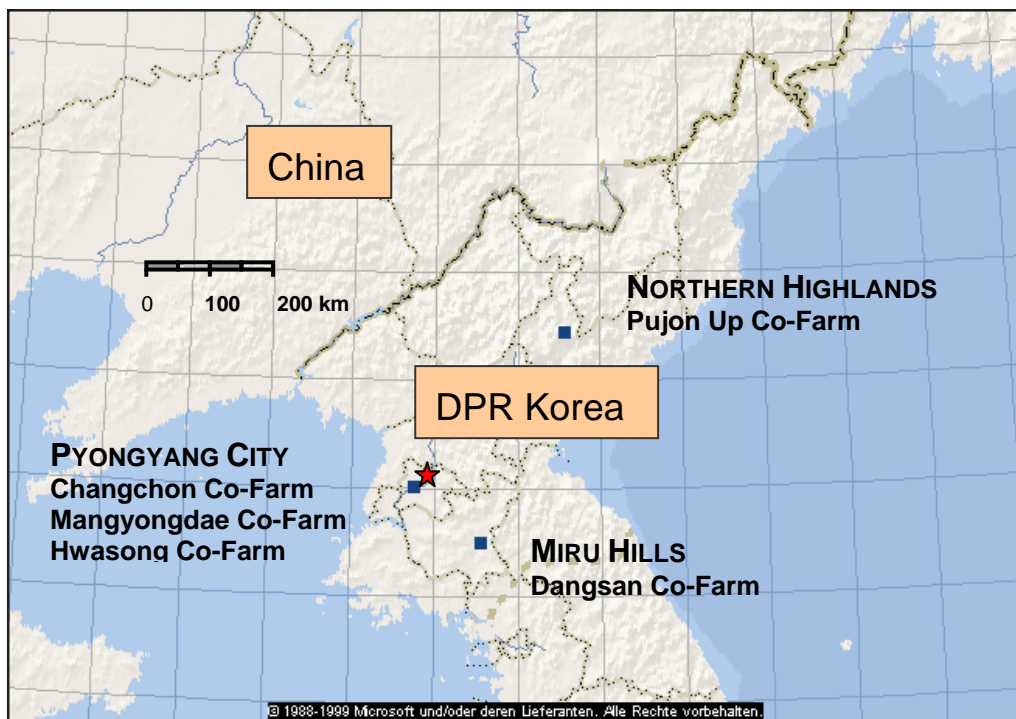 China
0 100 200 km
NORTHERN HIGHLANDS
Pujon Up Co-Farm
DPR Korea
PYONGYANG CITY
Changchon Co-Farm
Mangyongdae Co-Farm
Hwasong Co-Farm
MIRU HILLS
Dangsan Co-Farm
© 1988-1999 Microsoft und/oder deren Lieferanten. Alle Rechte vorbehalten.